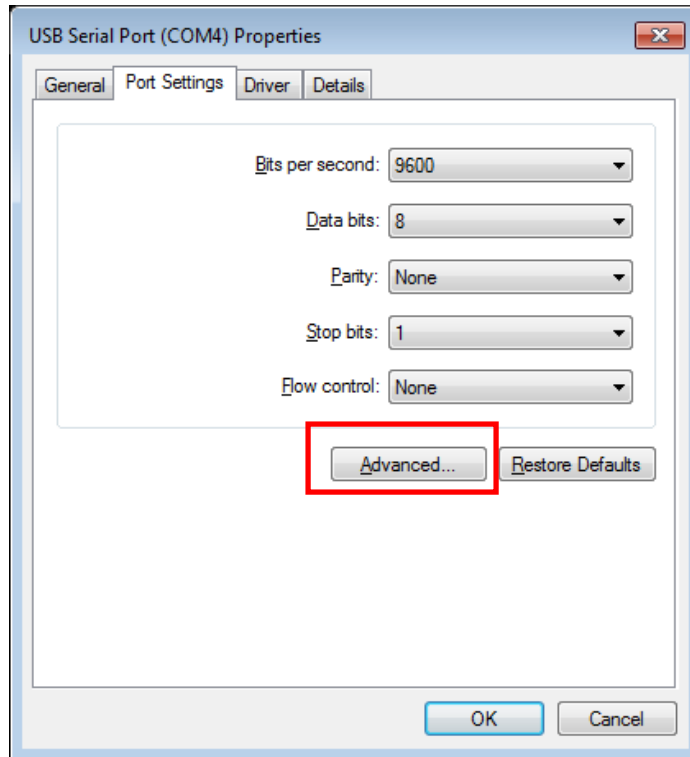 USB Serial Port (COM4) Properties
General Port Settings Driver Details
Bits per second: 9600
Data bits: 8
Parity: None
Stop bits: 1
Flow control: None
Advanced... Restore Defaults
OK Cancel